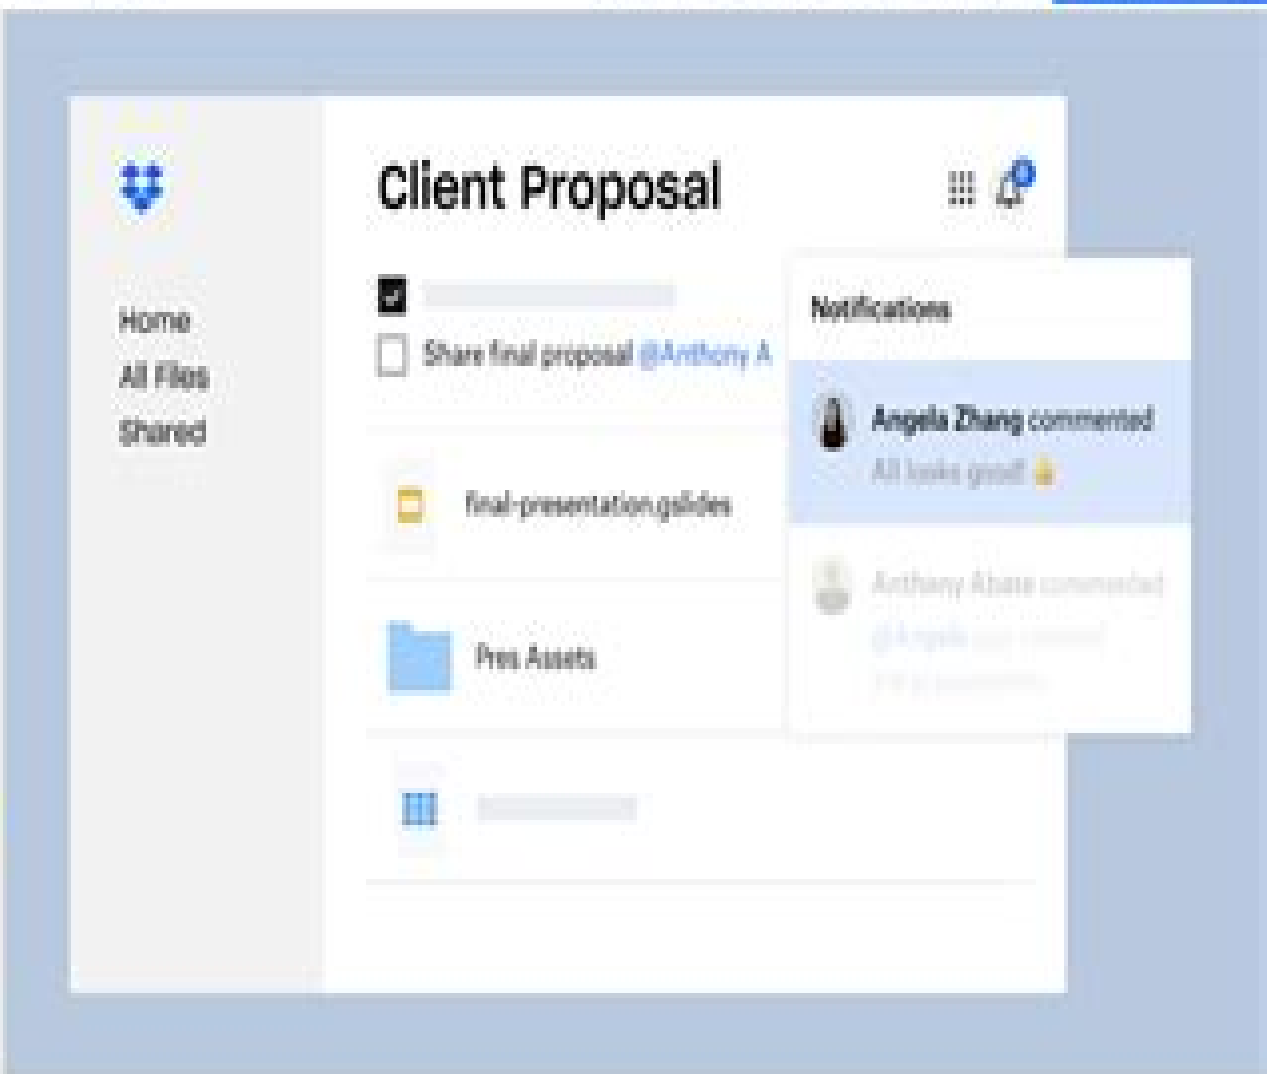 Client Proposal
Home
All Files
Shared
Share final proposal @Anthony A
final-presentation.gslides
Pres Assets
Notifications
Angela Zhang commented
All looks good!
Anthony Abate commented
@Angela